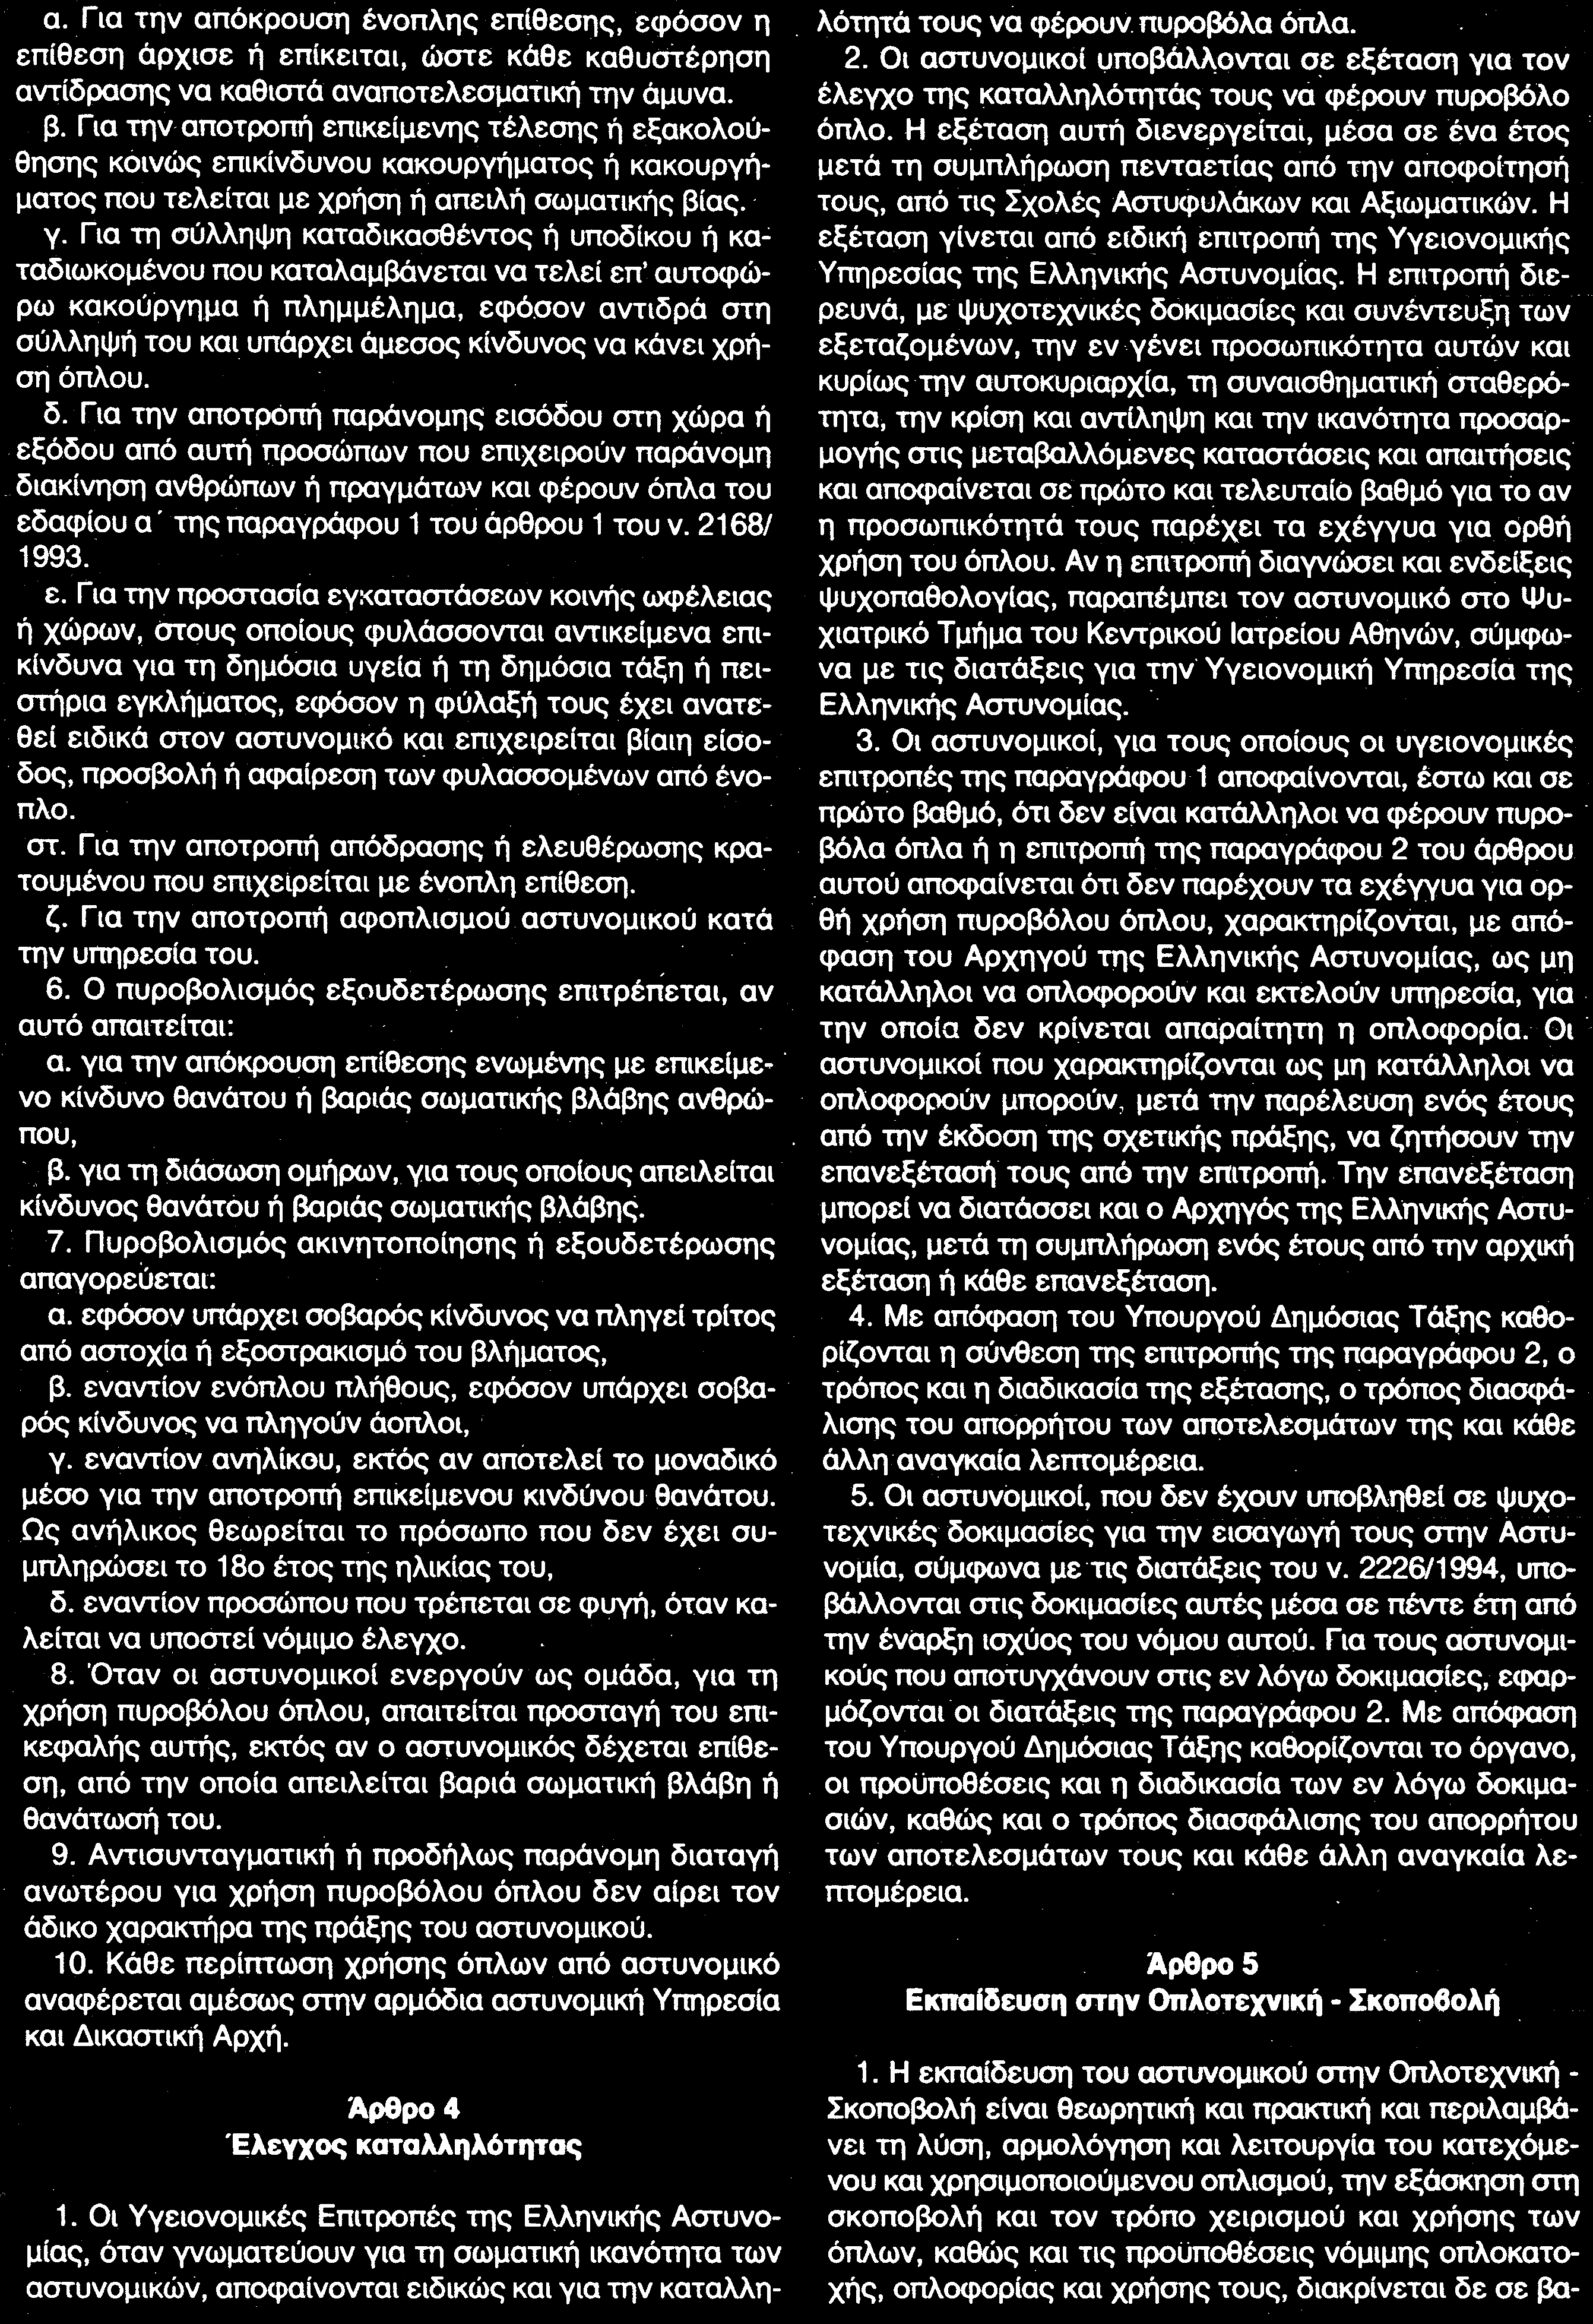 α. Για την απόκρουση ένοπλης επίθεσης, εφόσον η
επίθεση άρχισε ή επίκειται, ώστε κάθε καθυστέρηση
αντίδρασης να καθιστά αναποτελεσματική την άμυνα.
β. Για την αποτροπή επικείμενης τέλεσης ή εξακολού-
θησης κοινώς επικίνδυνου κακουργήματος ή κακουργή-
ματος που τελείται με χρήση ή απειλή σωματικής βίας.
γ. Για τη σύλληψη καταδικασθέντος ή υποδίκου ή κα-
ταδιωκομένου που καταλαμβάνεται να τελεί επ’ αυτοφώ-
ρω κακούργημα ή πλημμέλημα, εφόσον αντιδρά στη
σύλληψή του και υπάρχει άμεσος κίνδυνος να κάνει χρή-
ση όπλου.
δ. Για την αποτροπή παράνομης εισόδου στη χώρα ή
εξόδου από αυτή προσώπων που επιχειρούν παράνομη
διακίνηση ανθρώπων ή πραγμάτων και φέρουν όπλα του
εδαφίου α΄ της παραγράφου 1 του άρθρου 1 του ν. 2168/
1993.
ε. Για την προστασία εγκαταστάσεων κοινής ωφέλειας
ή χώρων, στους οποίους φυλάσσονται αντικείμενα επι-
κίνδυνα για τη δημόσια υγεία ή τη δημόσια τάξη ή πει-
στήρια εγκλήματος, εφόσον η φύλαξή τους έχει ανατε-
θεί ειδικά στον αστυνομικό και επιχειρείται βίαιη είσο-
δος, προσβολή ή αφαίρεση των φυλασσομένων από ένο-
πλο.
στ. Για την αποτροπή απόδρασης ή ελευθέρωσης κρα-
τουμένου που επιχειρείται με ένοπλη επίθεση.
ζ. Για την αποτροπή αφοπλισμού αστυνομικού κατά
την υπηρεσία του.
6. Ο πυροβολισμός εξουδετέρωσης επιτρέπεται, αν
αυτό απαιτείται:
α. για την απόκρουση επίθεσης ενωμένης με επικείμε-
νο κίνδυνο θανάτου ή βαριάς σωματικής βλάβης ανθρώ-
που,
β. για τη διάσωση ομήρων, για τους οποίους απειλείται
κίνδυνος θανάτου ή βαριάς σωματικής βλάβης.
7. Πυροβολισμός ακινητοποίησης ή εξουδετέρωσης
απαγορεύεται:
α. εφόσον υπάρχει σοβαρός κίνδυνος να πληγεί τρίτος
από αστοχία ή εξοστρακισμό του βλήματος,
β. εναντίον ενόπλου πλήθους, εφόσον υπάρχει σοβα-
ρός κίνδυνος να πληγούν άοπλοι,
γ. εναντίον ανηλίκου, εκτός αν αποτελεί το μοναδικό
μέσο για την αποτροπή επικείμενου κινδύνου θανάτου.
Ως ανήλικος θεωρείται το πρόσωπο που δεν έχει συ-
μπληρώσει το 18ο έτος της ηλικίας του,
δ. εναντίον προσώπου που τρέπεται σε φυγή, όταν κα-
λείται να υποστεί νόμιμο έλεγχο.
8. Όταν οι αστυνομικοί ενεργούν ως ομάδα, για τη
χρήση πυροβόλου όπλου, απαιτείται προσταγή του επι-
κεφαλής αυτής, εκτός αν ο αστυνομικός δέχεται επίθε-
ση, από την οποία απειλείται βαριά σωματική βλάβη ή
θανάτωσή του.
9. Αντισυνταγματική ή προδήλως παράνομη διαταγή
ανωτέρου για χρήση πυροβόλου όπλου δεν αίρει τον
άδικο χαρακτήρα της πράξης του αστυνομικού.
10. Κάθε περίπτωση χρήσης όπλων από αστυνομικό
αναφέρεται αμέσως στην αρμόδια αστυνομική Υπηρεσία
και Δικαστική Αρχή.
Άρθρο 4
Έλεγχος καταλληλότητας
1. Οι Υγειονομικές Επιτροπές της Ελληνικής Αστυνο-
μίας, όταν γνωματεύουν για τη σωματική ικανότητα των
αστυνομικών, αποφαίνονται ειδικώς και για την καταλλη-
λότητά τους να φέρουν πυροβόλα όπλα.
2. Οι αστυνομικοί υποβάλλονται σε εξέταση για τον
έλεγχο της καταλληλότητάς τους να φέρουν πυροβόλο
όπλο. Η εξέταση αυτή διενεργείται, μέσα σε ένα έτος
μετά τη συμπλήρωση πενταετίας από την αποφοίτησή
τους, από τις Σχολές Αστυφυλάκων και Αξιωματικών. Η
εξέταση γίνεται από ειδική επιτροπή της Υγειονομικής
Υπηρεσίας της Ελληνικής Αστυνομίας. Η επιτροπή διε-
ρευνά, με ψυχοτεχνικές δοκιμασίες και συνέντευξη των
εξεταζομένων, την εν γένει προσωπικότητα αυτών και
κυρίως την αυτοκυριαρχία, τη συναισθηματική σταθερό-
τητα, την κρίση και αντίληψη και την ικανότητα προσαρ-
μογής στις μεταβαλλόμενες καταστάσεις και απαιτήσεις
και αποφαίνεται σε πρώτο και τελευταίο βαθμό για το αν
η προσωπικότητά τους παρέχει τα εχέγγυα για ορθή
χρήση του όπλου. Αν η επιτροπή διαγνώσει και ενδείξεις
ψυχοπαθολογίας, παραπέμπει τον αστυνομικό στο Ψυ-
χιατρικό Τμήμα του Κεντρικού Ιατρείου Αθηνών, σύμφω-
να με τις διατάξεις για την Υγειονομική Υπηρεσία της
Ελληνικής Αστυνομίας.
3. Οι αστυνομικοί, για τους οποίους οι υγειονομικές
επιτροπές της παραγράφου 1 αποφαίνονται, έστω και σε
πρώτο βαθμό, ότι δεν είναι κατάλληλοι να φέρουν πυρο-
βόλα όπλα ή η επιτροπή της παραγράφου 2 του άρθρου
αυτού αποφαίνεται ότι δεν παρέχουν τα εχέγγυα για ορ-
θή χρήση πυροβόλου όπλου, χαρακτηρίζονται, με από-
φαση του Αρχηγού της Ελληνικής Αστυνομίας, ως μη
κατάλληλοι να οπλοφορούν και εκτελούν υπηρεσία, για
την οποία δεν κρίνεται απαραίτητη η οπλοφορία. Οι
αστυνομικοί που χαρακτηρίζονται ως μη κατάλληλοι να
οπλοφορούν μπορούν, μετά την παρέλευση ενός έτους
από την έκδοση της σχετικής πράξης, να ζητήσουν την
επανεξέτασή τους από την επιτροπή. Την επανεξέταση
μπορεί να διατάσσει και ο Αρχηγός της Ελληνικής Αστυ-
νομίας, μετά τη συμπλήρωση ενός έτους από την αρχική
εξέταση ή κάθε επανεξέταση.
4. Με απόφαση του Υπουργού Δημόσιας Τάξης καθο-
ρίζονται η σύνθεση της επιτροπής της παραγράφου 2, ο
τρόπος και η διαδικασία της εξέτασης, ο τρόπος διασφά-
λισης του απορρήτου των αποτελεσμάτων της και κάθε
άλλη αναγκαία λεπτομέρεια.
5. Οι αστυνομικοί, που δεν έχουν υποβληθεί σε ψυχο-
τεχνικές δοκιμασίες για την εισαγωγή τους στην Αστυ-
νομία, σύμφωνα με τις διατάξεις του ν. 2226/1994, υπο-
βάλλονται στις δοκιμασίες αυτές μέσα σε πέντε έτη από
την έναρξη ισχύος του νόμου αυτού. Για τους αστυνομι-
κούς που αποτυγχάνουν στις εν λόγω δοκιμασίες, εφαρ-
μόζονται οι διατάξεις της παραγράφου 2. Με απόφαση
του Υπουργού Δημόσιας Τάξης καθορίζονται το όργανο,
οι προϋποθέσεις και η διαδικασία των εν λόγω δοκιμα-
σιών, καθώς και ο τρόπος διασφάλισης του απορρήτου
των αποτελεσμάτων τους και κάθε άλλη αναγκαία λε-
πτομέρεια.
Άρθρο 5
Εκπαίδευση στην Οπλοτεχνική - Σκοποβολή
1. Η εκπαίδευση του αστυνομικού στην Οπλοτεχνική -
Σκοποβολή είναι θεωρητική και πρακτική και περιλαμβά-
νει τη λύση, αρμολόγηση και λειτουργία του κατεχόμε-
νου και χρησιμοποιούμενου οπλισμού, την εξάσκηση στη
σκοποβολή και τον τρόπο χειρισμού και χρήσης των
όπλων, καθώς και τις προϋποθέσεις νόμιμης οπλοκατο-
χής, οπλοφορίας και χρήσης τους, διακρίνεται δε σε βα-